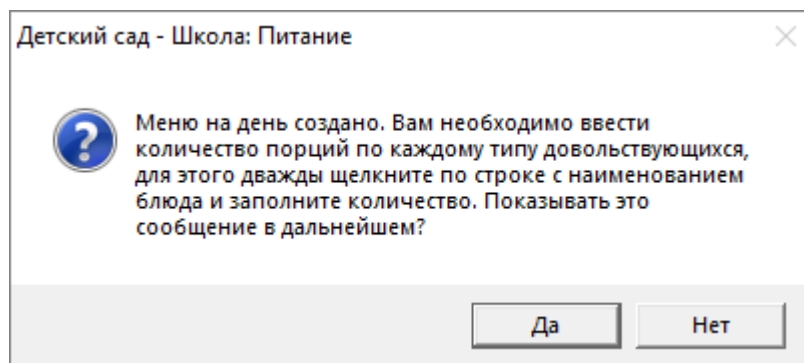 Детский сад - Школа: Питание
Меню на день создано. Вам необходимо ввести
количество порций по каждому типу довольствующихся,
для этого дважды щелкните по строке с наименованием
блюда и заполните количество. Показывать это
сообщение в дальнейшем?
Да
Нет